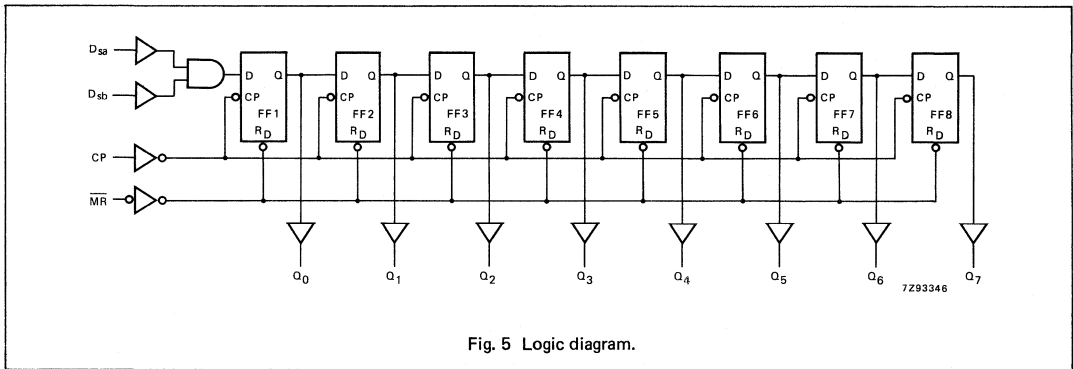 Dsa
Dsb
CP
MR
D Q D Q D Q D Q D Q D Q D Q D Q
CP CP CP CP CP CP CP CP
FF1 FF2 FF3 FF4 FF5 FF6 FF7 FF8
RD RD RD RD RD RD RD RD
Q0 Q1 Q2 Q3 Q4 Q5 Q6 Q7
7Z93346
Fig. 5 Logic diagram.